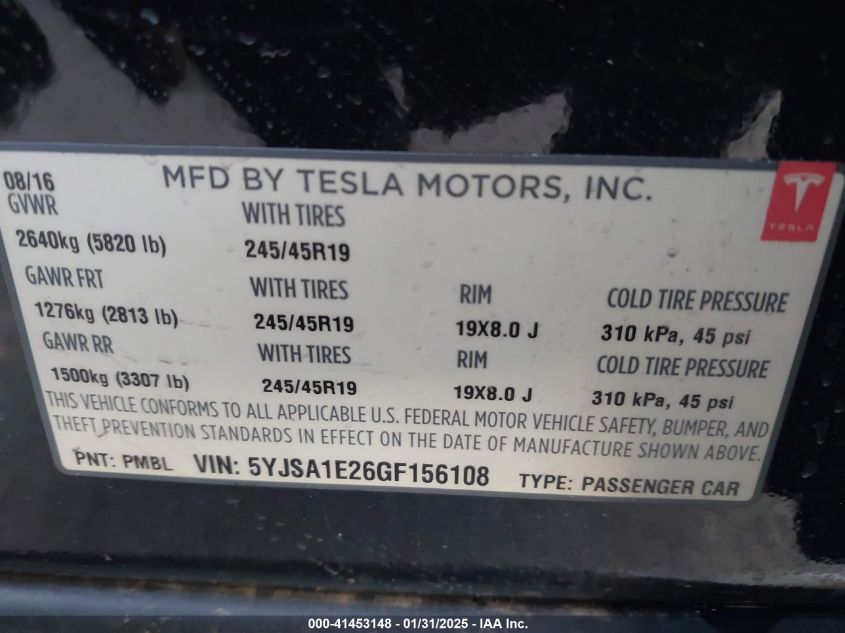 08/16 MFD BY TESLA MOTORS, INC.
TESLA
GVWR WITH TIRES
2640kg (5820 lb) 245/45R19
GAWR FRT WITH TIRES RIM COLD TIRE PRESSURE
1276kg (2813 lb) 245/45R19 19X8.0 J 310 kPa, 45 psi
GAWR RR WITH TIRES RIM COLD TIRE PRESSURE
1500kg (3307 lb) 245/45R19 19X8.0 J 310 kPa, 45 psi
THIS VEHICLE CONFORMS TO ALL APPLICABLE U.S. FEDERAL MOTOR VEHICLE SAFETY, BUMPER, AND
THEFT PREVENTION STANDARDS IN EFFECT ON THE DATE OF MANUFACTURE SHOWN ABOVE.
PNT: PMBL VIN: 5YJSA1E26GF156108 TYPE: PASSENGER CAR
000-41453148 - 01/31/2025 - IAA Inc.